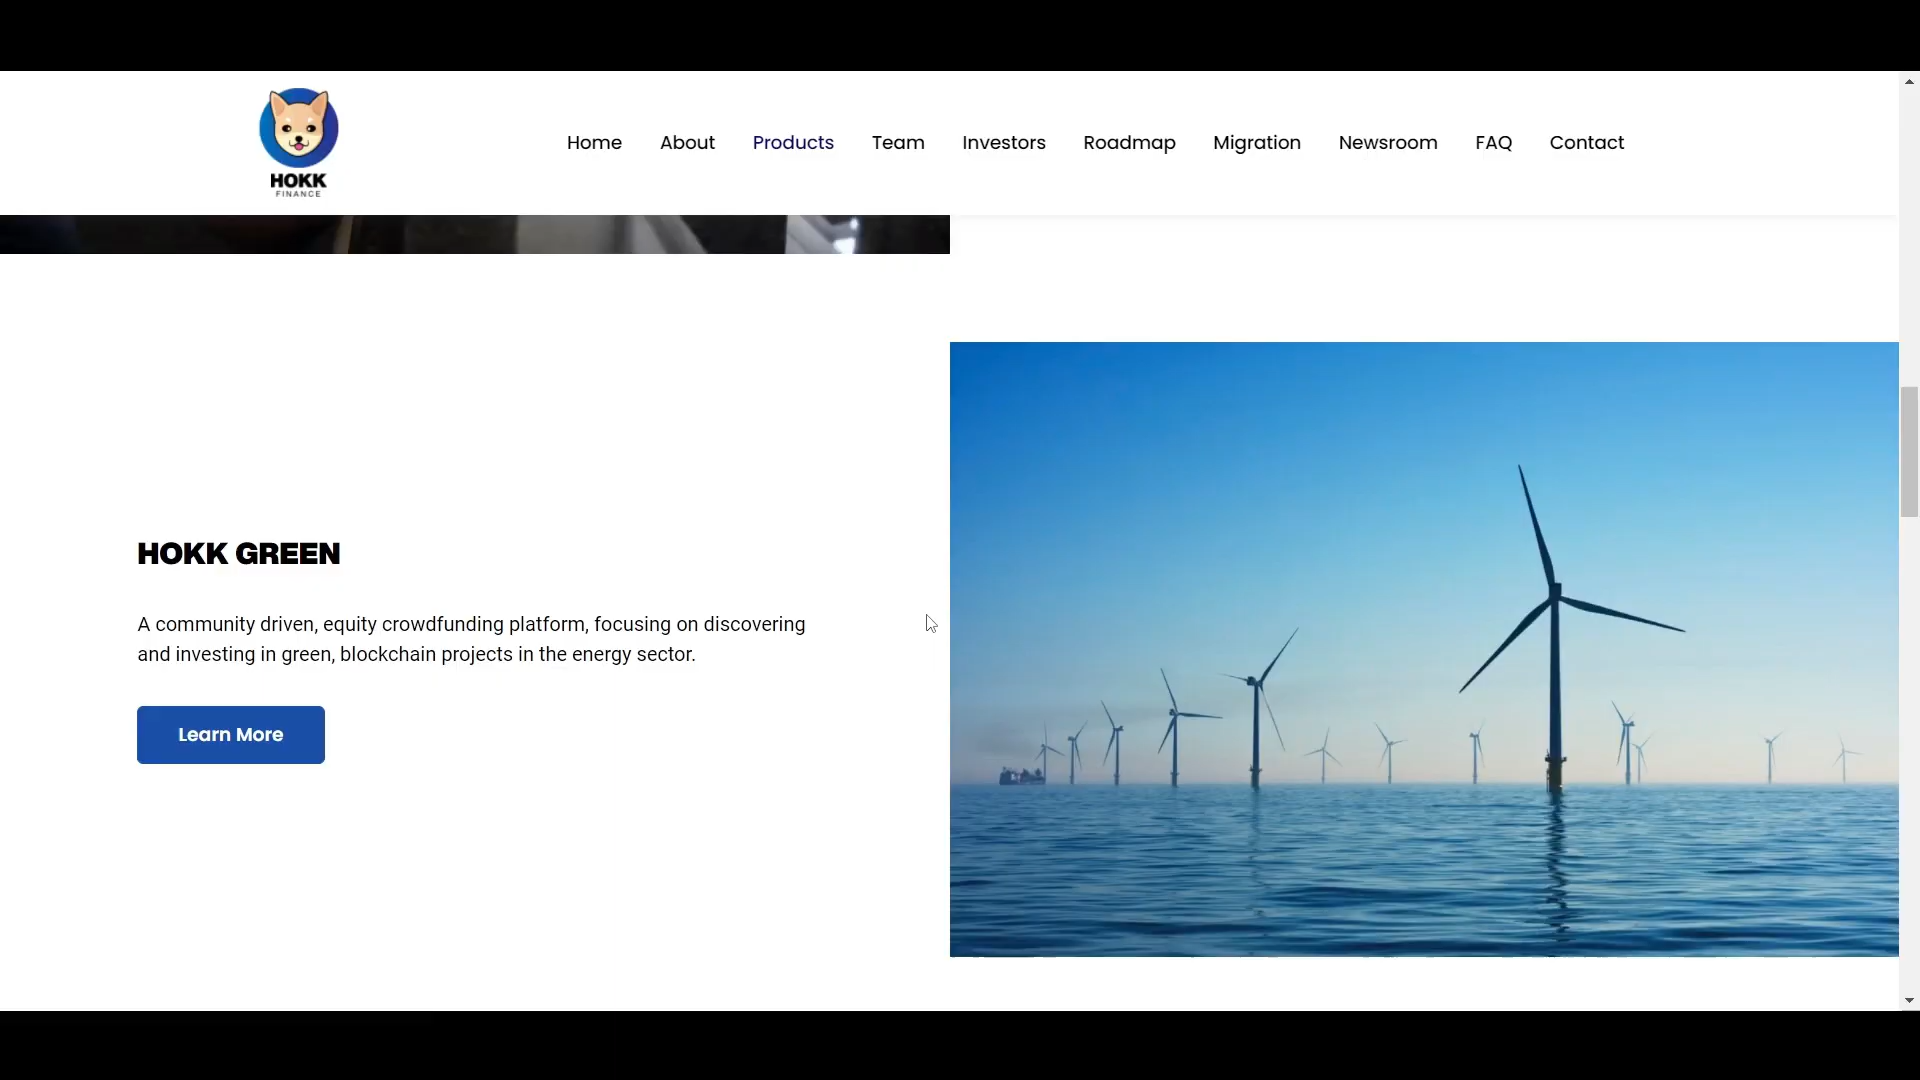 HOKK
FINANCE
Home About Products Team Investors Roadmap Migration Newsroom FAQ Contact
HOKK GREEN
A community driven, equity crowdfunding platform, focusing on discovering
and investing in green, blockchain projects in the energy sector.
Learn More